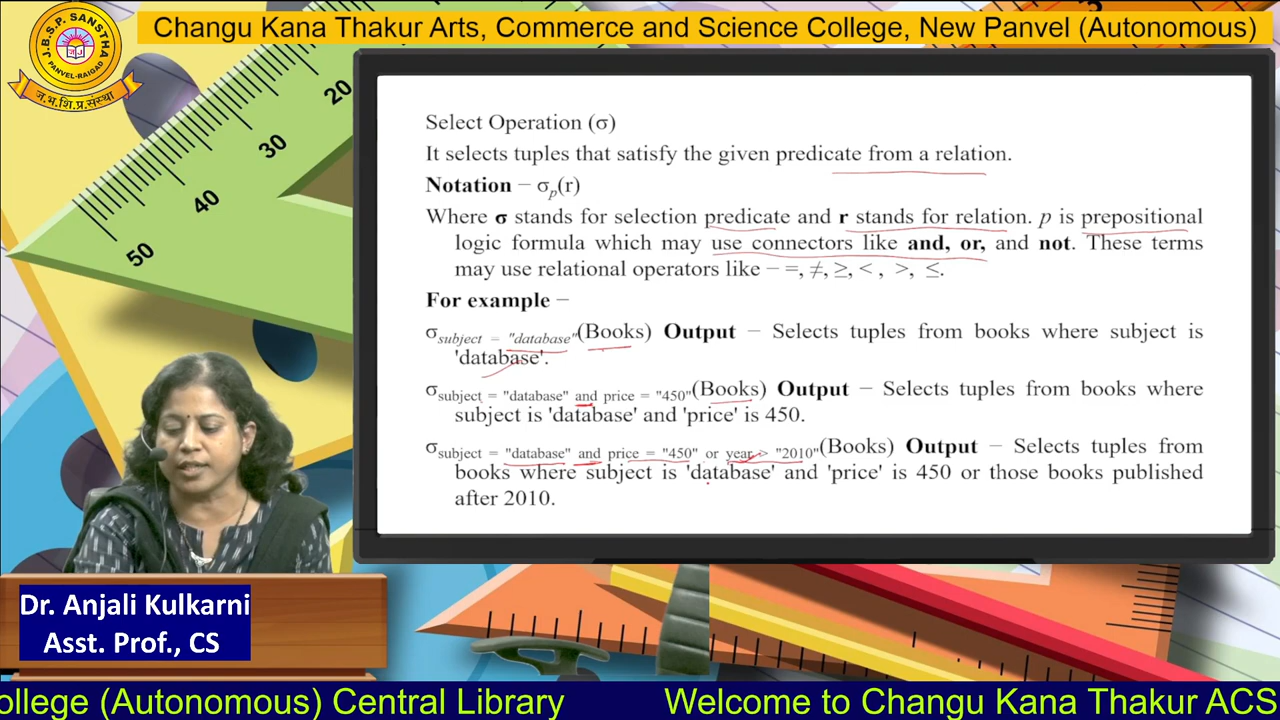 Changu Kana Thakur Arts, Commerce and Science College, New Panvel (Autonomous)
J.B.S.P. SANSTHA
PANVEL-RAIGAD
ज.भ.शि.प्र.संस्था
20
30
40
50
3
Select Operation (σ)
It selects tuples that satisfy the given predicate from a relation.
Notation − σp(r)
Where σ stands for selection predicate and r stands for relation. p is prepositional
logic formula which may use connectors like and, or, and not. These terms
may use relational operators like − =, ≠, ≥, < , >, ≤.
For example −
σsubject = "database"(Books) Output − Selects tuples from books where subject is
'database'.
σsubject = "database" and price = "450"(Books) Output − Selects tuples from books where
subject is 'database' and 'price' is 450.
σsubject = "database" and price = "450" or year > "2010"(Books) Output − Selects tuples from
books where subject is 'database' and 'price' is 450 or those books published
after 2010.
Dr. Anjali Kulkarni
Asst. Prof., CS
ollege (Autonomous) Central Library Welcome to Changu Kana Thakur ACS